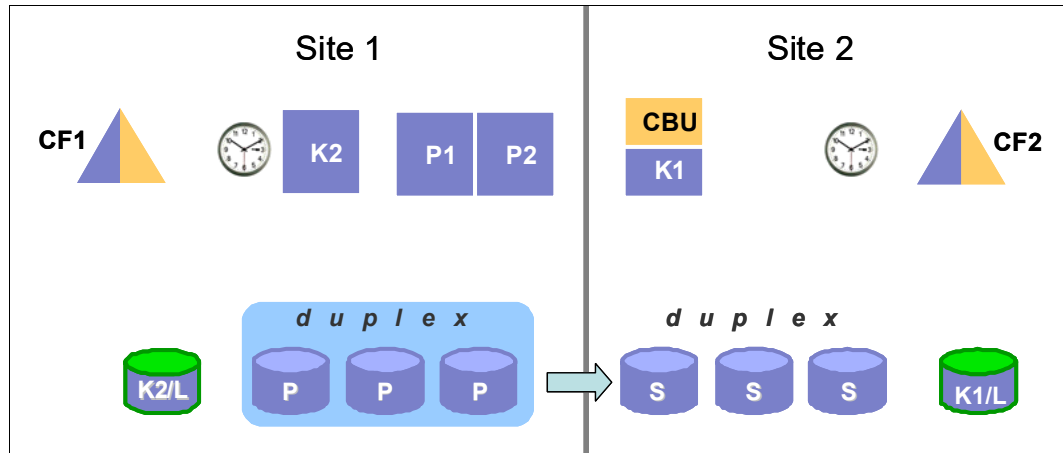 Site 1
Site 2
CF1
K2
P1
P2
CBU
K1
CF2
d u p l e x
d u p l e x
K2/L
P
P
P
S
S
S
K1/L